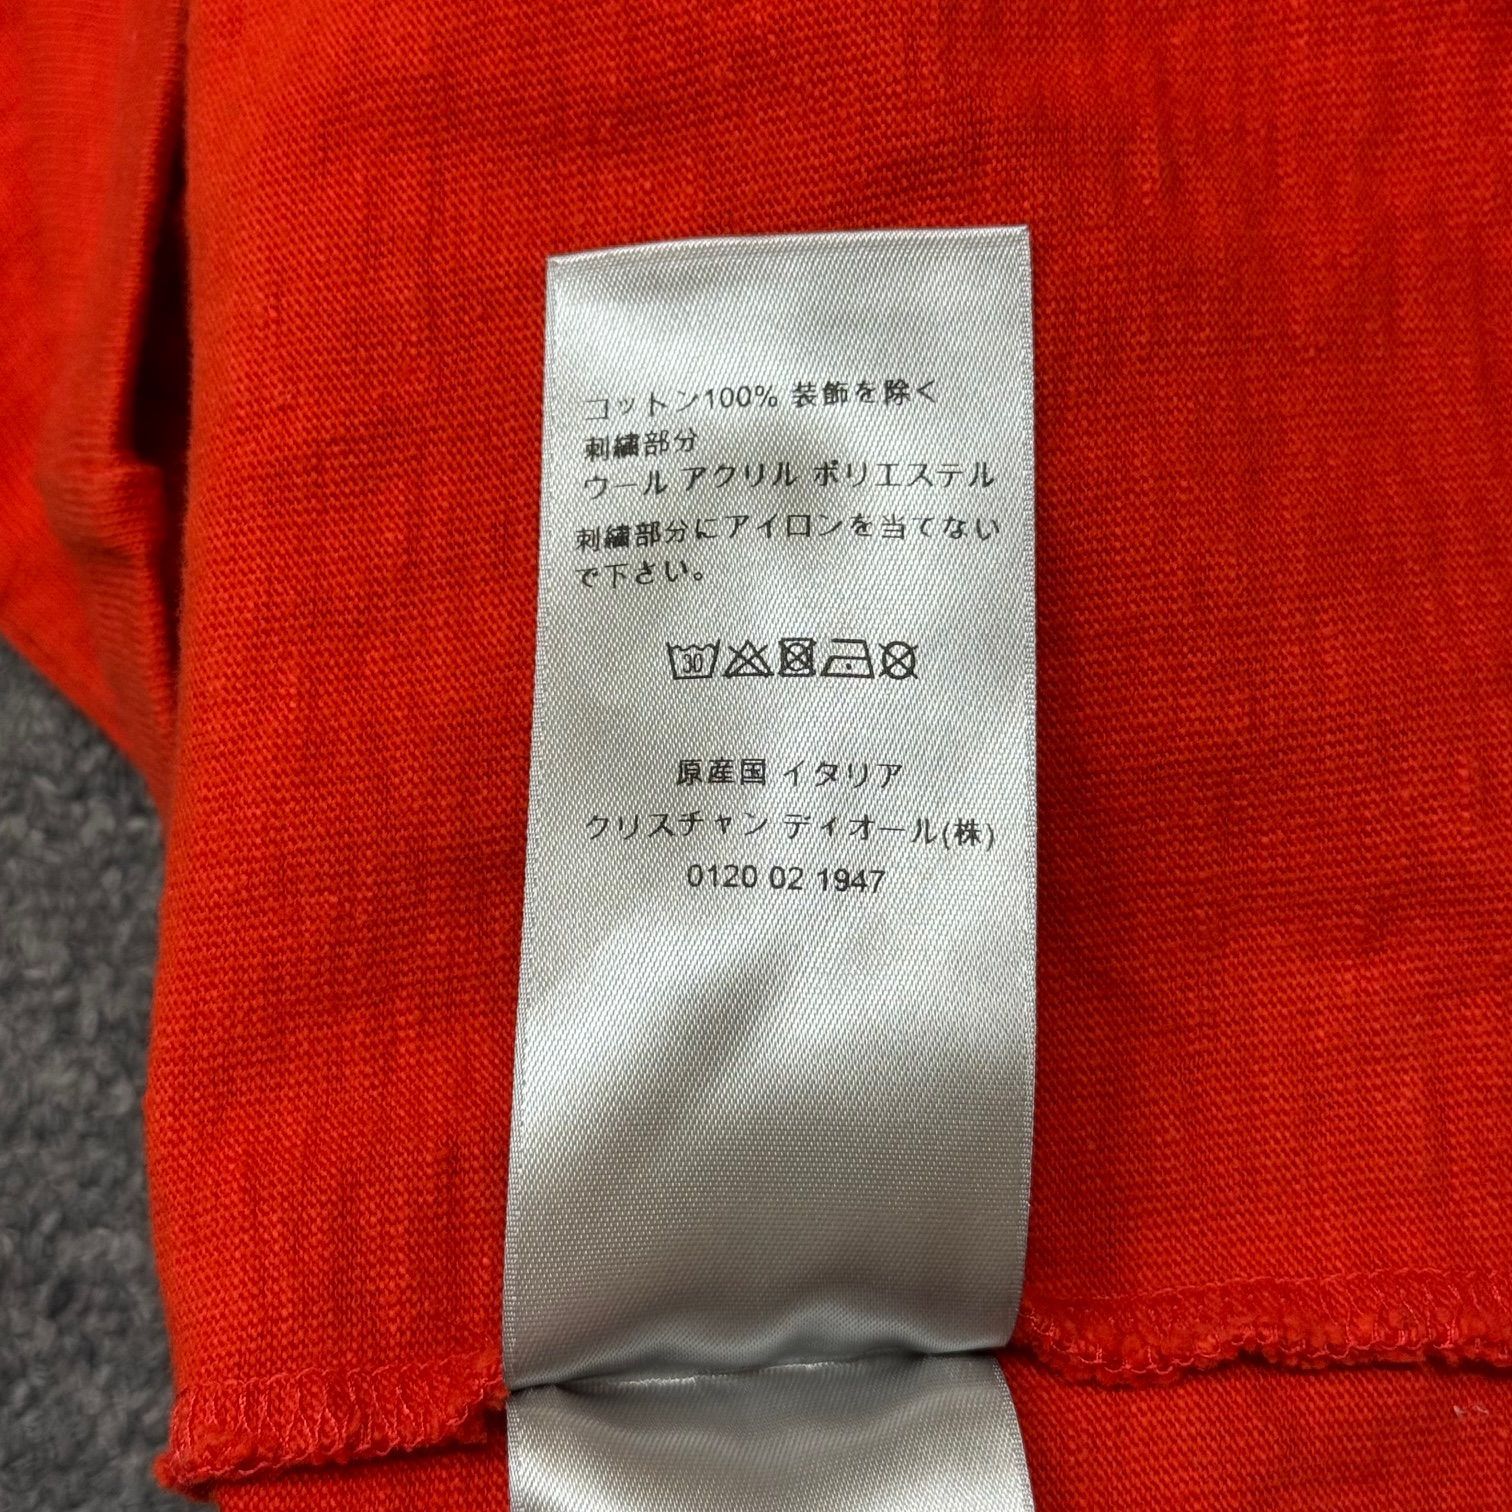 コットン100% 装飾を除く
刺繍部分
ウール アクリル ポリエステル
刺繍部分にアイロンを当てない
で下さい。
30
原産国 イタリア
クリスチャン ディオール(株)
0120 02 1947